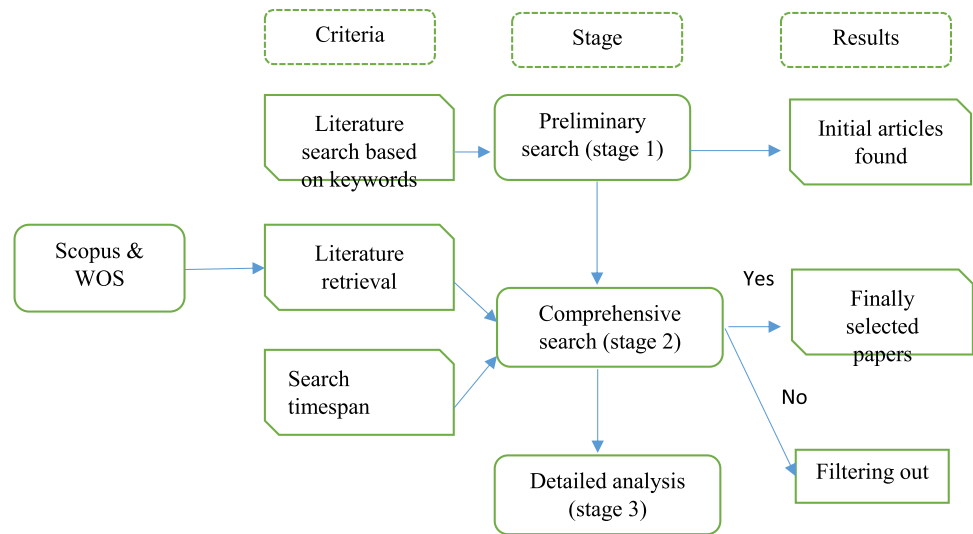 Criteria
Stage
Results
Literature
search based
on keywords
Preliminary
search (stage 1)
Initial articles
found
Scopus &
WOS
Literature
retrieval
Comprehensive
search (stage 2)
Yes
Finally
selected
papers
Search
timespan
No
Detailed analysis
(stage 3)
Filtering out